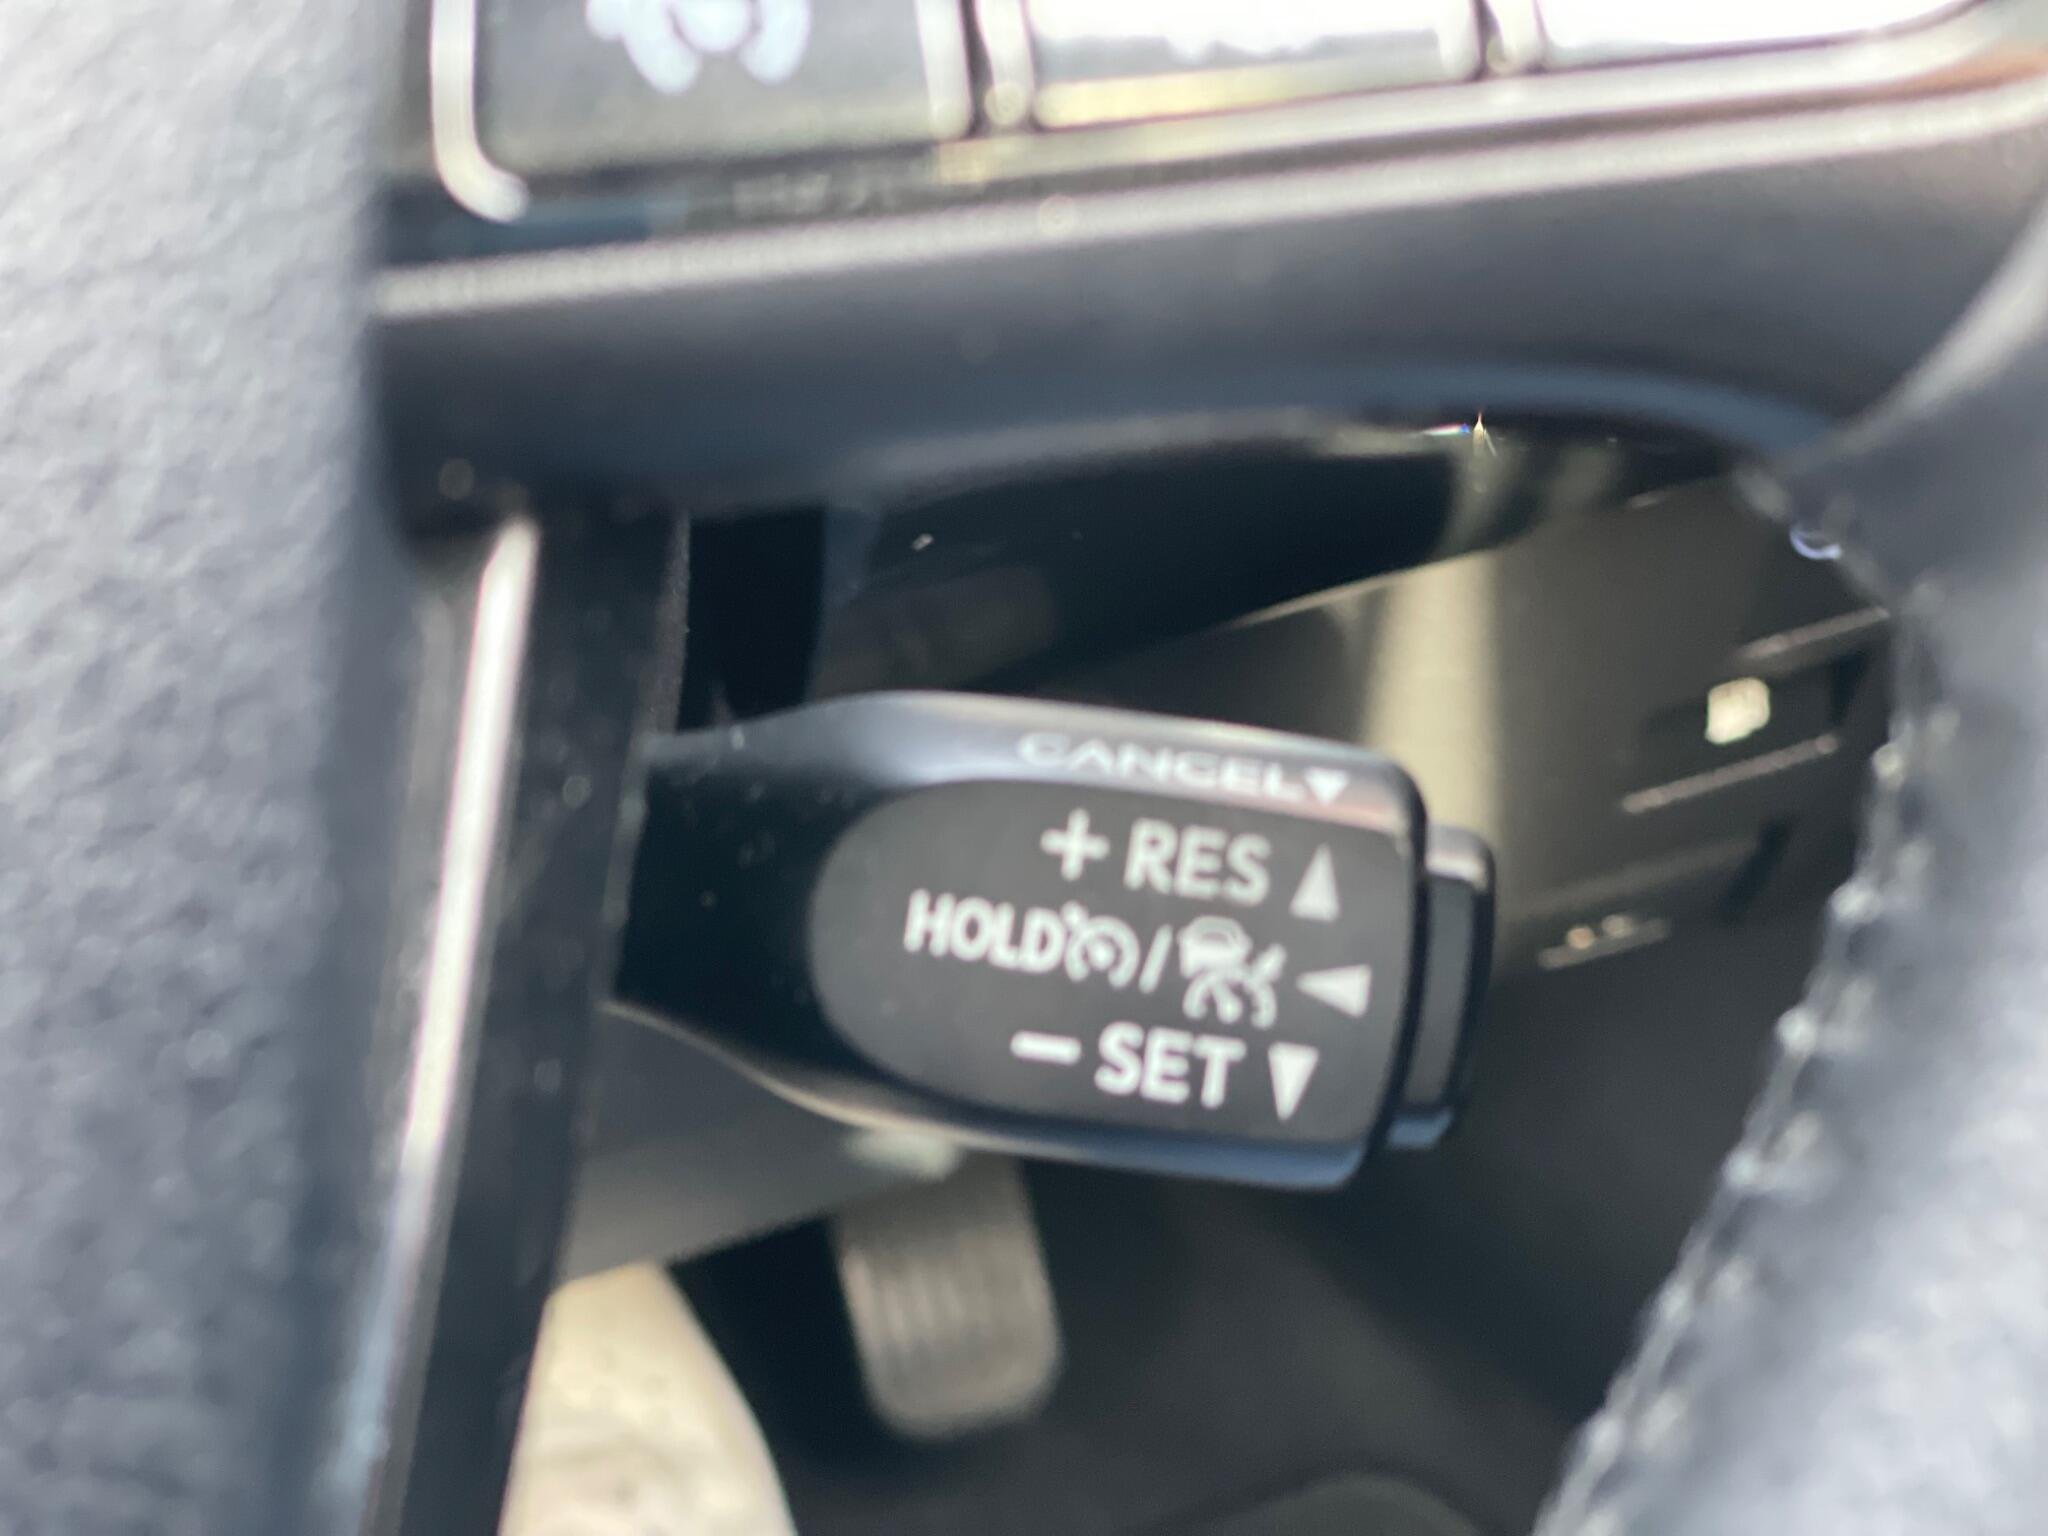 CANCEL▼
+ RES ▲
HOLD / ◀
− SET ▼